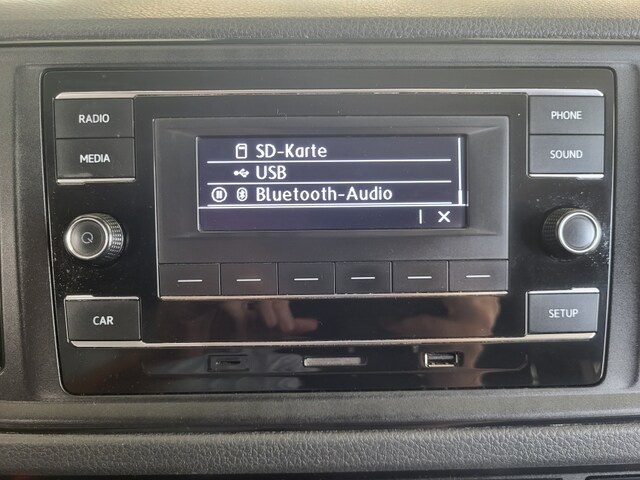 RADIO
MEDIA
CAR
SD-Karte
USB
Bluetooth-Audio
PHONE
SOUND
SETUP